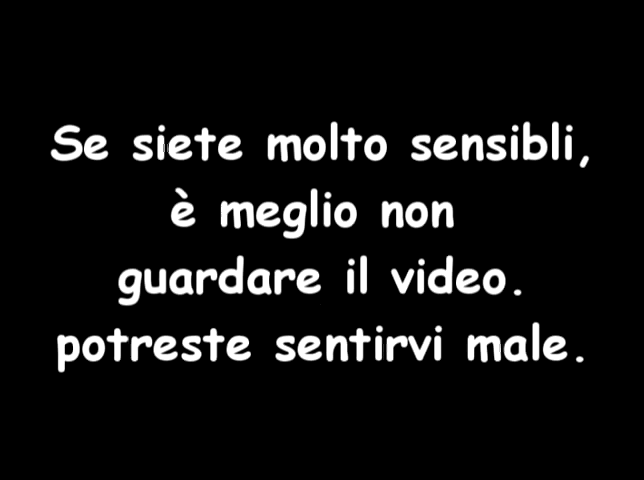 Se siete molto sensibli,
è meglio non
guardare il video.
potreste sentirvi male.